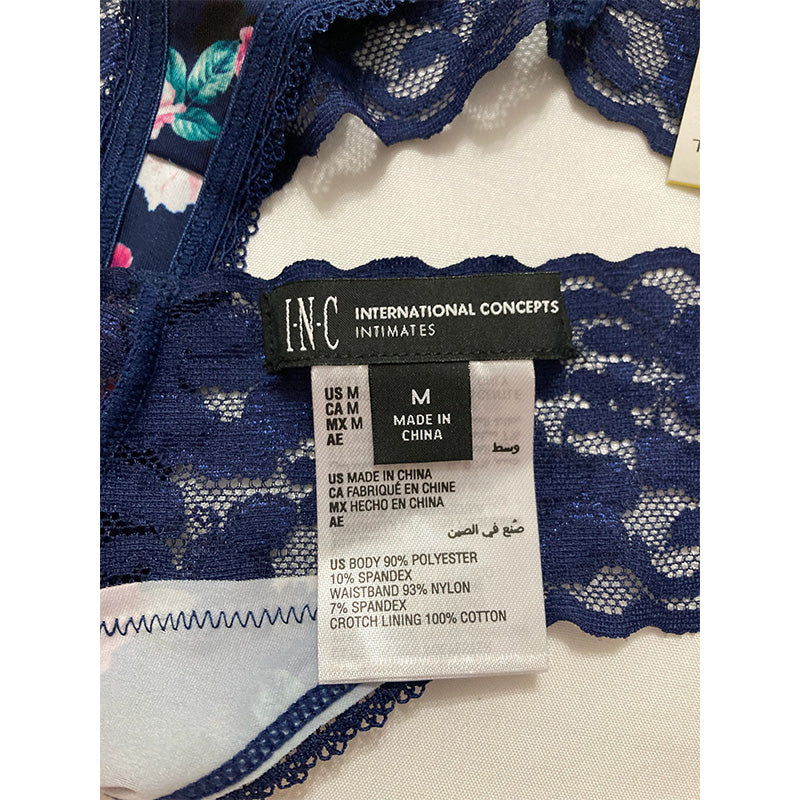 I·N·C INTERNATIONAL CONCEPTS
INTIMATES
US M
CA M
MX M
AE
وسط
M
MADE IN
CHINA
US MADE IN CHINA
CA FABRIQUÉ EN CHINE
MX HECHO EN CHINA
AE
صُنع في الصين
US BODY 90% POLYESTER
10% SPANDEX
WAISTBAND 93% NYLON
7% SPANDEX
CROTCH LINING 100% COTTON